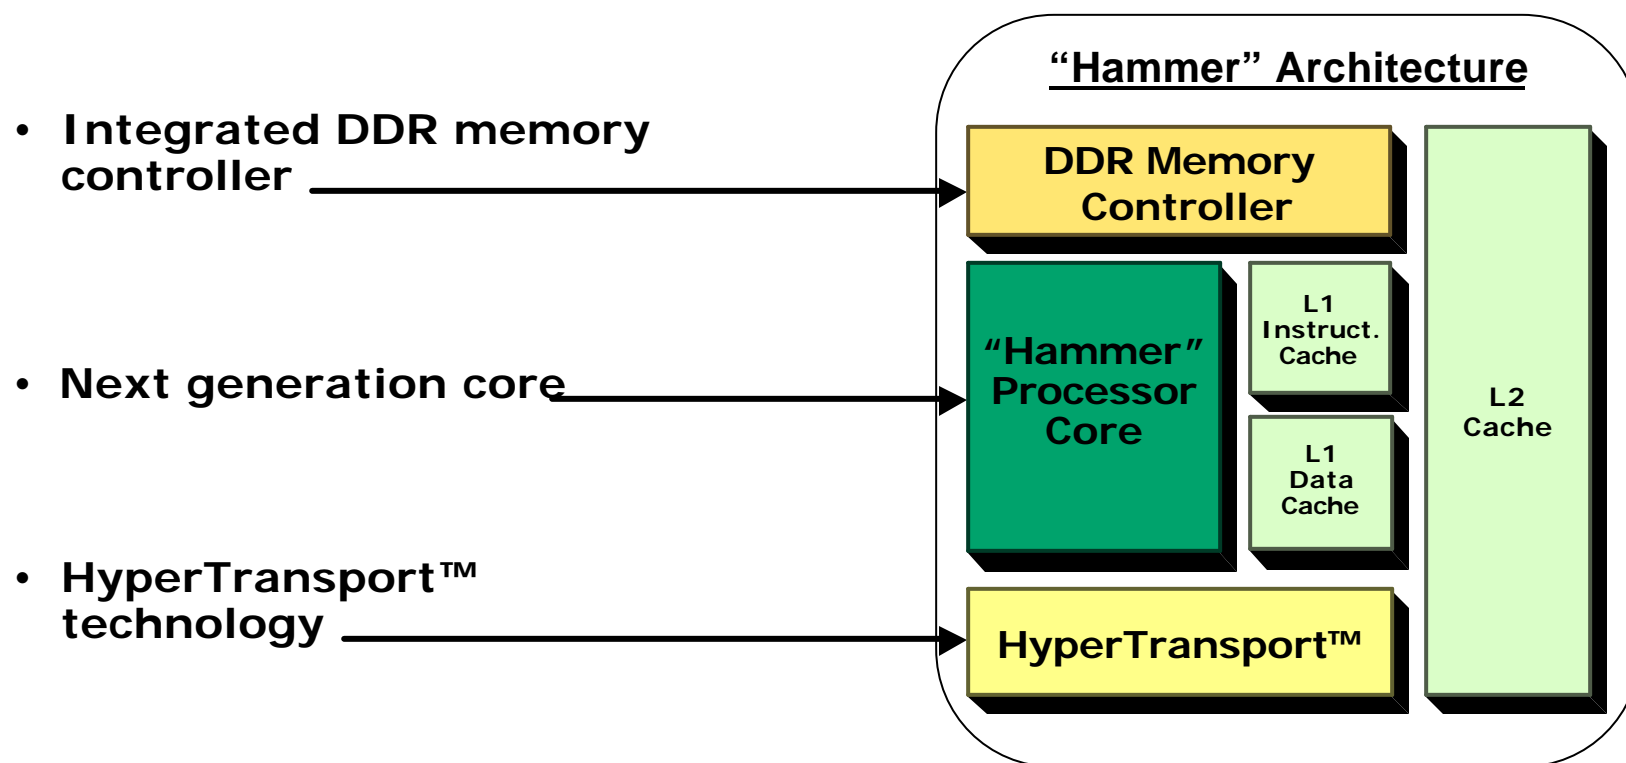 • Integrated DDR memory
controller
• Next generation core
• HyperTransport™
technology
“Hammer” Architecture
DDR Memory
Controller
“Hammer”
Processor
Core
L1
Instruct.
Cache
L1
Data
Cache
L2
Cache
HyperTransport™